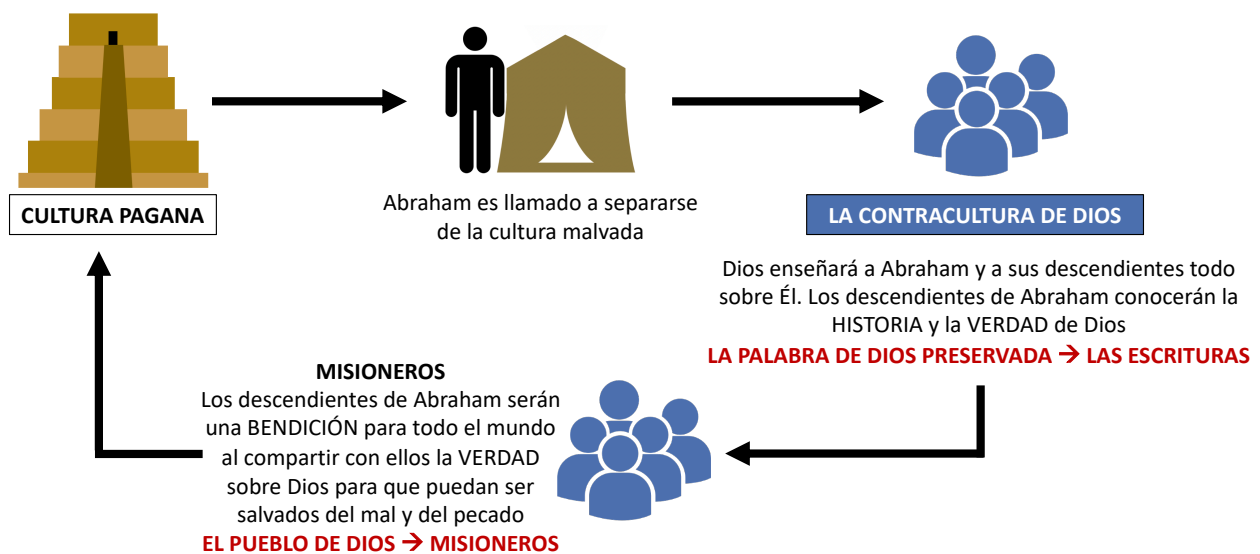 CULTURA PAGANA
Abraham es llamado a separarse
de la cultura malvada
LA CONTRACULTURA DE DIOS
Dios enseñará a Abraham y a sus descendientes todo
sobre Él. Los descendientes de Abraham conocerán la
HISTORIA y la VERDAD de Dios
LA PALABRA DE DIOS PRESERVADA → LAS ESCRITURAS
MISIONEROS
Los descendientes de Abraham serán
una BENDICIÓN para todo el mundo
al compartir con ellos la VERDAD
sobre Dios para que puedan ser
salvados del mal y del pecado
EL PUEBLO DE DIOS → MISIONEROS